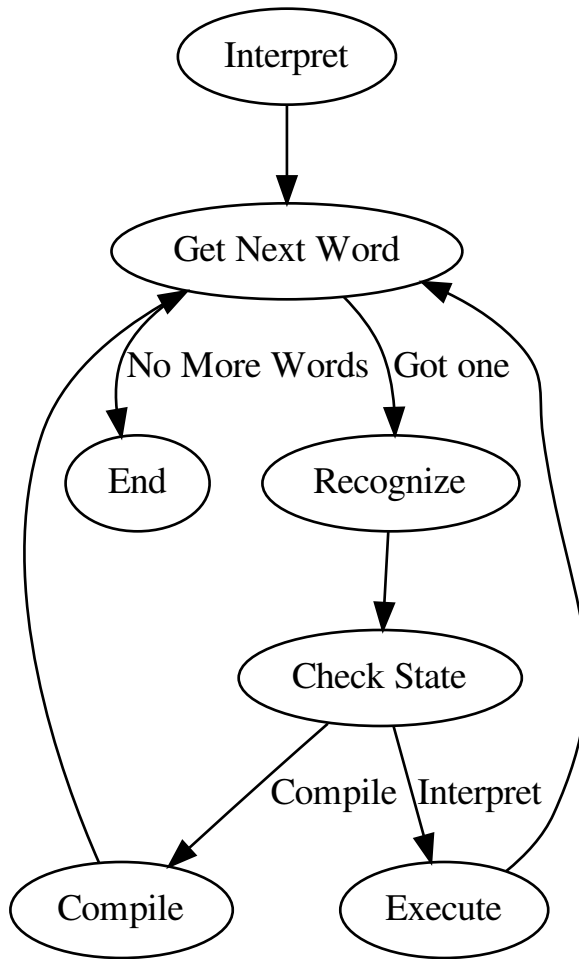 Interpret
Get Next Word
No More Words
Got one
End
Recognize
Check State
Compile
Interpret
Compile
Execute